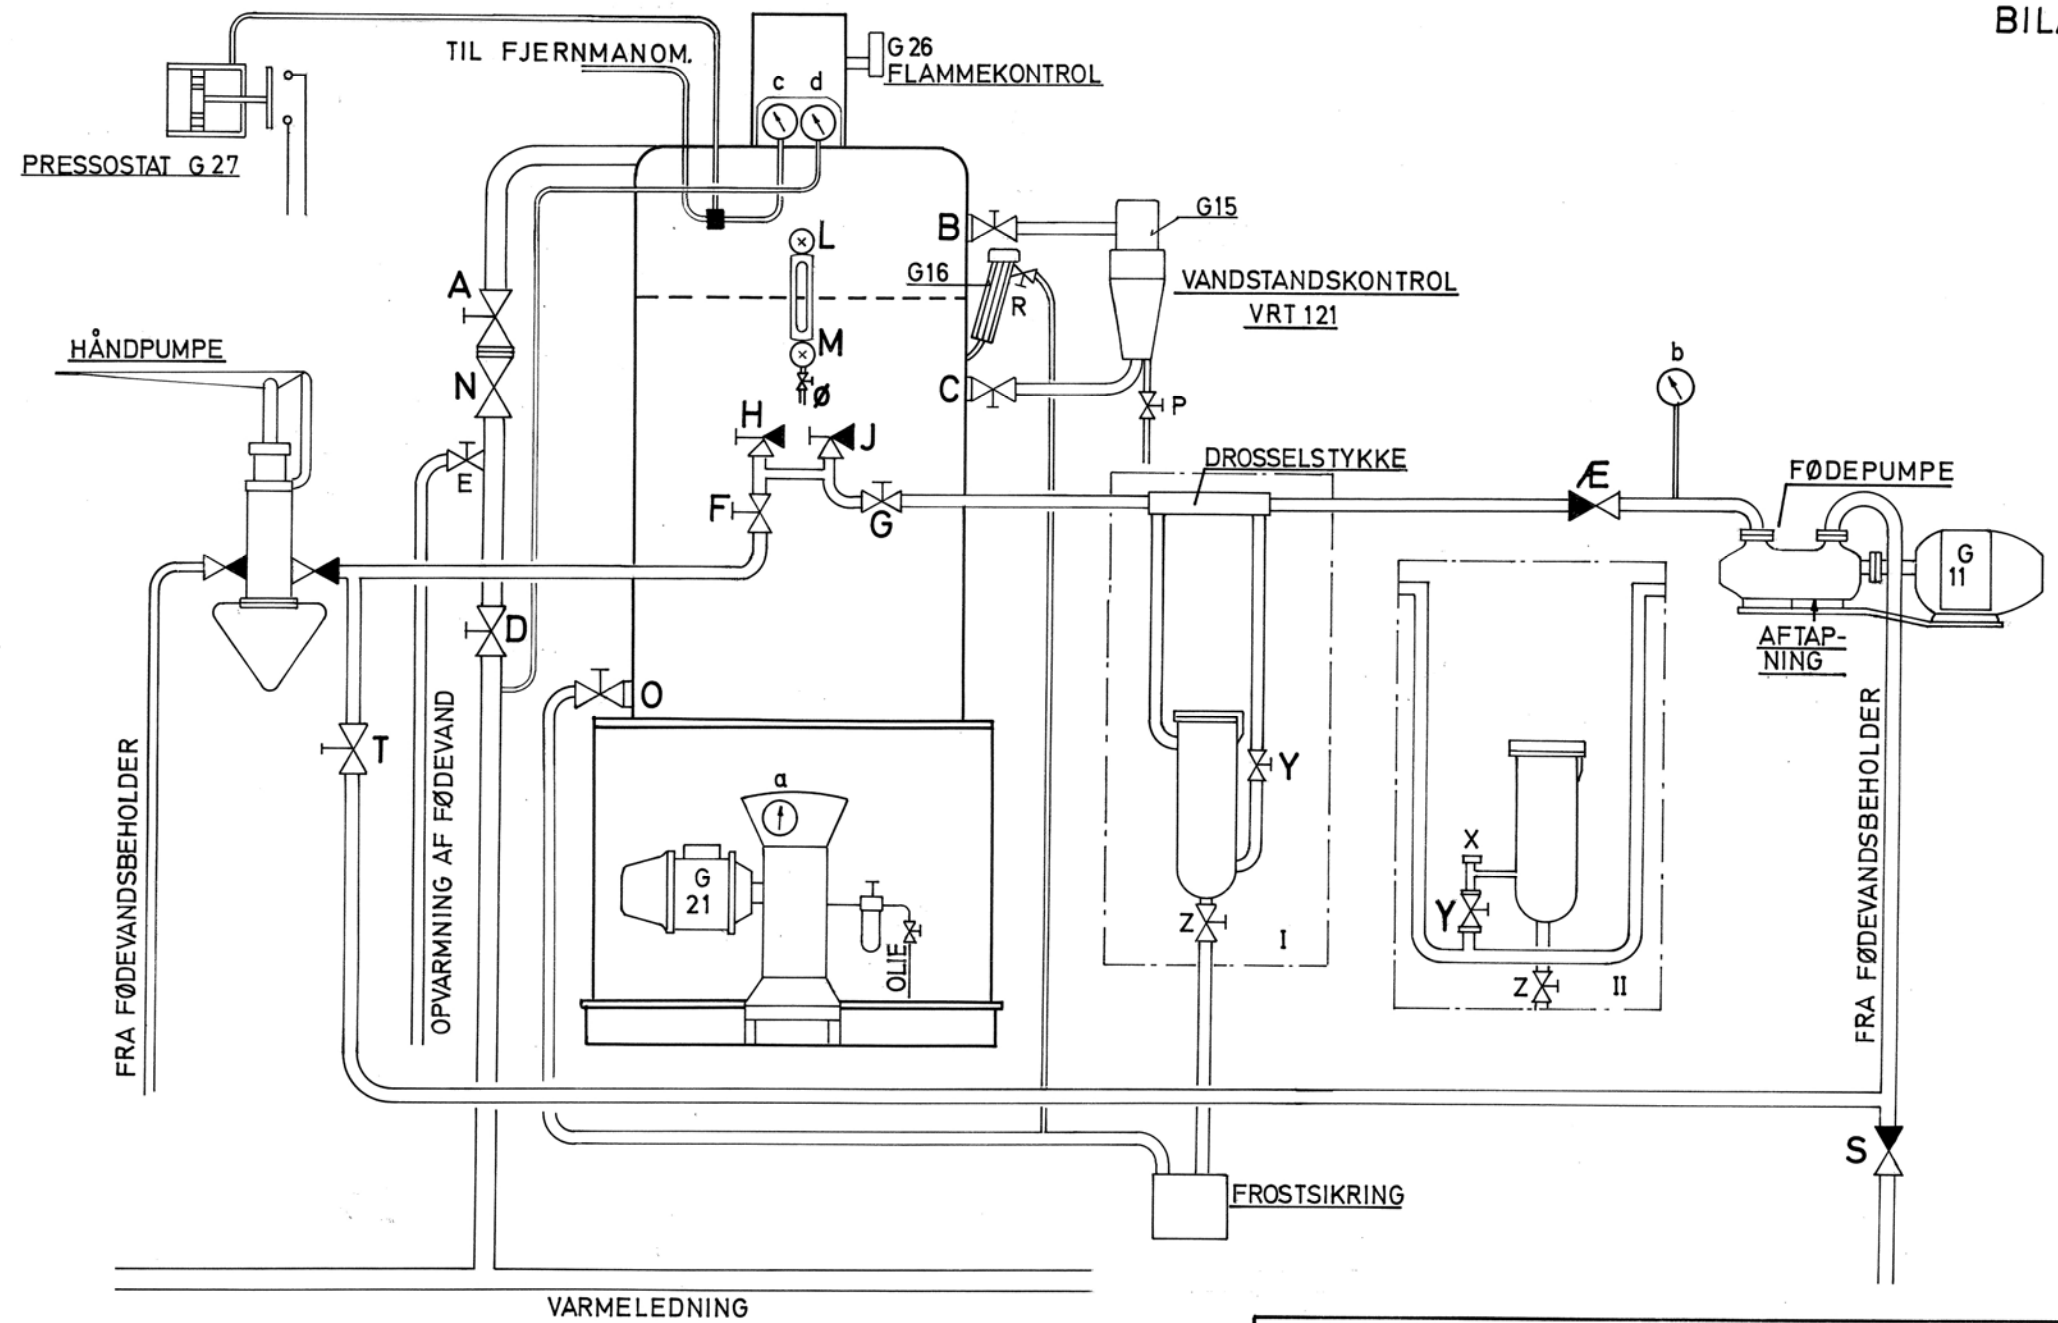 BILA
TIL FJERNMANOM.
G 26
FLAMMEKONTROL
c
d
PRESSOSTAT G 27
L
B
G15
G16
R
VANDSTANDSKONTROL
VRT 121
A
HÅNDPUMPE
M
N
C
P
b
Ø
H
J
E
DROSSELSTYKKE
Æ
FØDEPUMPE
F
G
G
11
D
AFTAP-
NING
O
T
Y
a
X
G
21
Y
Z
I
OLIE
Z
II
FRA FØDEVANDSBEHOLDER
OPVARMNING AF FØDEVAND
FRA FØDEVANDSBEHOLDER
S
FROSTSIKRING
VARMELEDNING